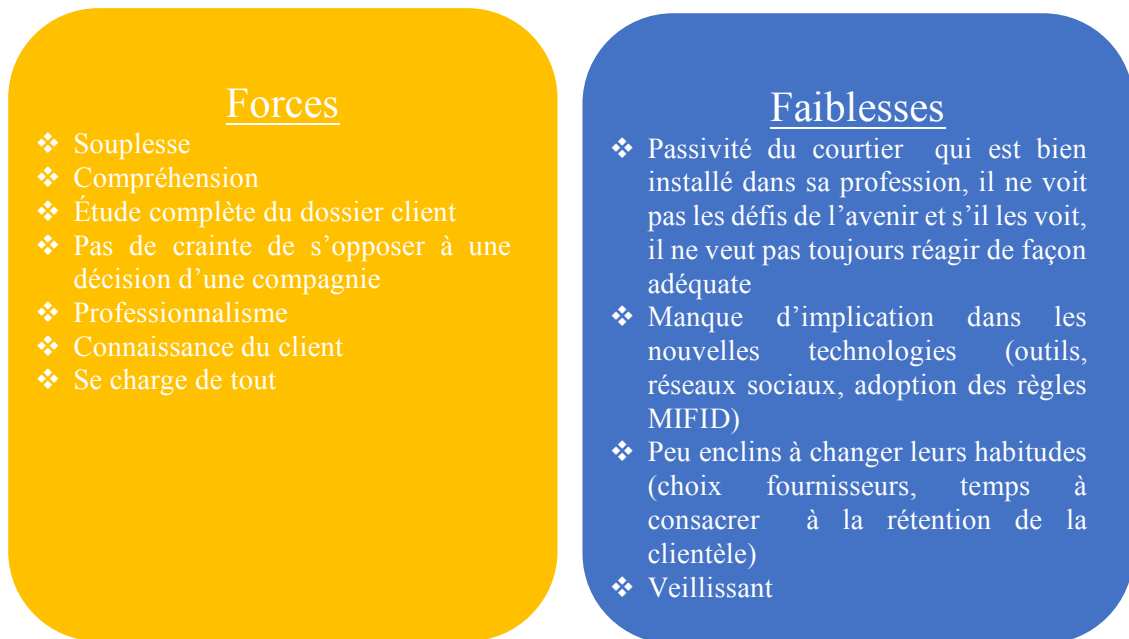 Forces
❖ Souplesse
❖ Compréhension
❖ Étude complète du dossier client
❖ Pas de crainte de s’opposer à une
décision d’une compagnie
❖ Professionnalisme
❖ Connaissance du client
❖ Se charge de tout
Faiblesses
❖ Passivité du courtier qui est bien
installé dans sa profession, il ne voit
pas les défis de l’avenir et s’il les voit,
il ne veut pas toujours réagir de façon
adéquate
❖ Manque d’implication dans les
nouvelles technologies (outils,
réseaux sociaux, adoption des règles
MIFID)
❖ Peu enclins à changer leurs habitudes
(choix fournisseurs, temps à
consacrer à la rétention de la
clientèle)
❖ Veillissant